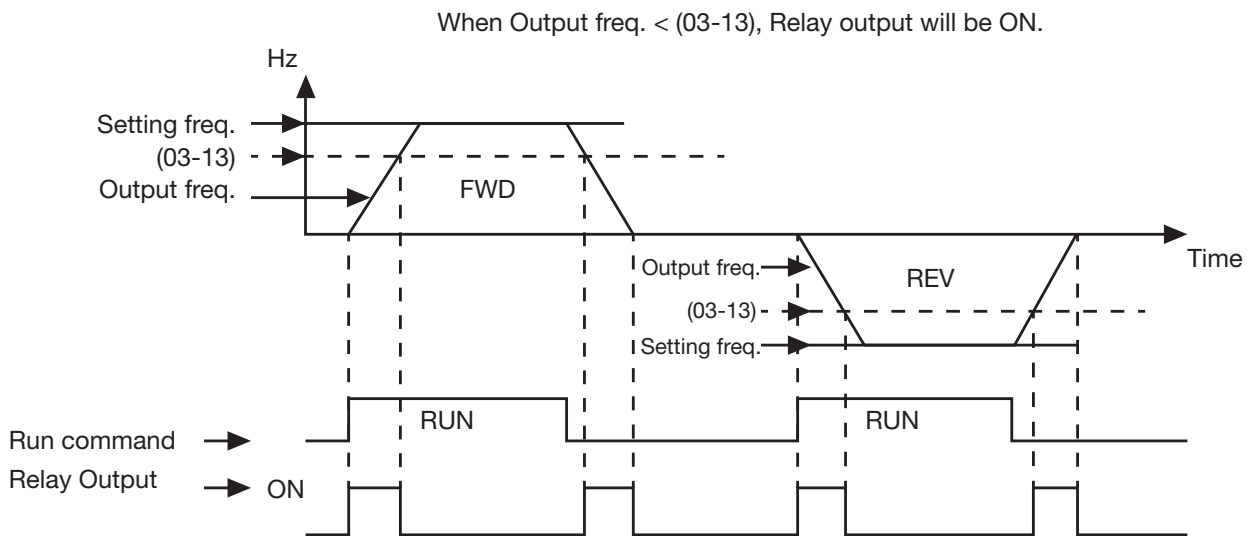 When Output freq. < (03-13), Relay output will be ON.
Hz
Setting freq.
(03-13)
Output freq.
FWD
Time
Output freq.
REV
(03-13)
Setting freq.
RUN
RUN
Run command
Relay Output
ON